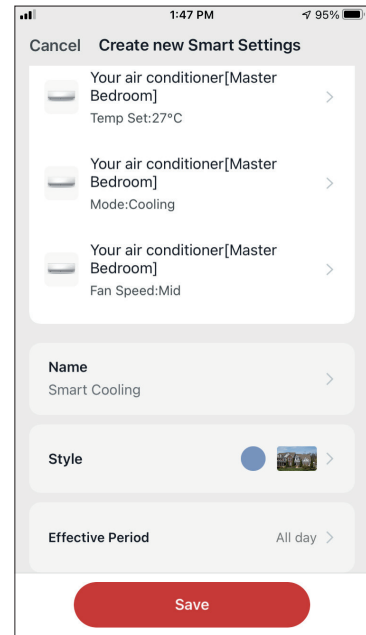 1:47 PM
95%
Cancel Create new Smart Settings
Your air conditioner[Master
Bedroom]
Temp Set:27°C
Your air conditioner[Master
Bedroom]
Mode:Cooling
Your air conditioner[Master
Bedroom]
Fan Speed:Mid
Name
Smart Cooling
Style
Effective Period All day
Save